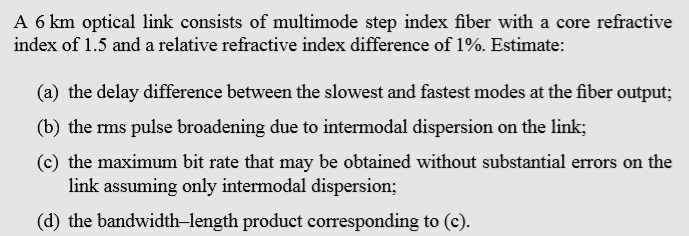 A 6 km optical link consists of multimode step index fiber with a core refractive
index of 1.5 and a relative refractive index difference of 1%. Estimate:
(a) the delay difference between the slowest and fastest modes at the fiber output;
(b) the rms pulse broadening due to intermodal dispersion on the link;
(c) the maximum bit rate that may be obtained without substantial errors on the
link assuming only intermodal dispersion;
(d) the bandwidth–length product corresponding to (c).